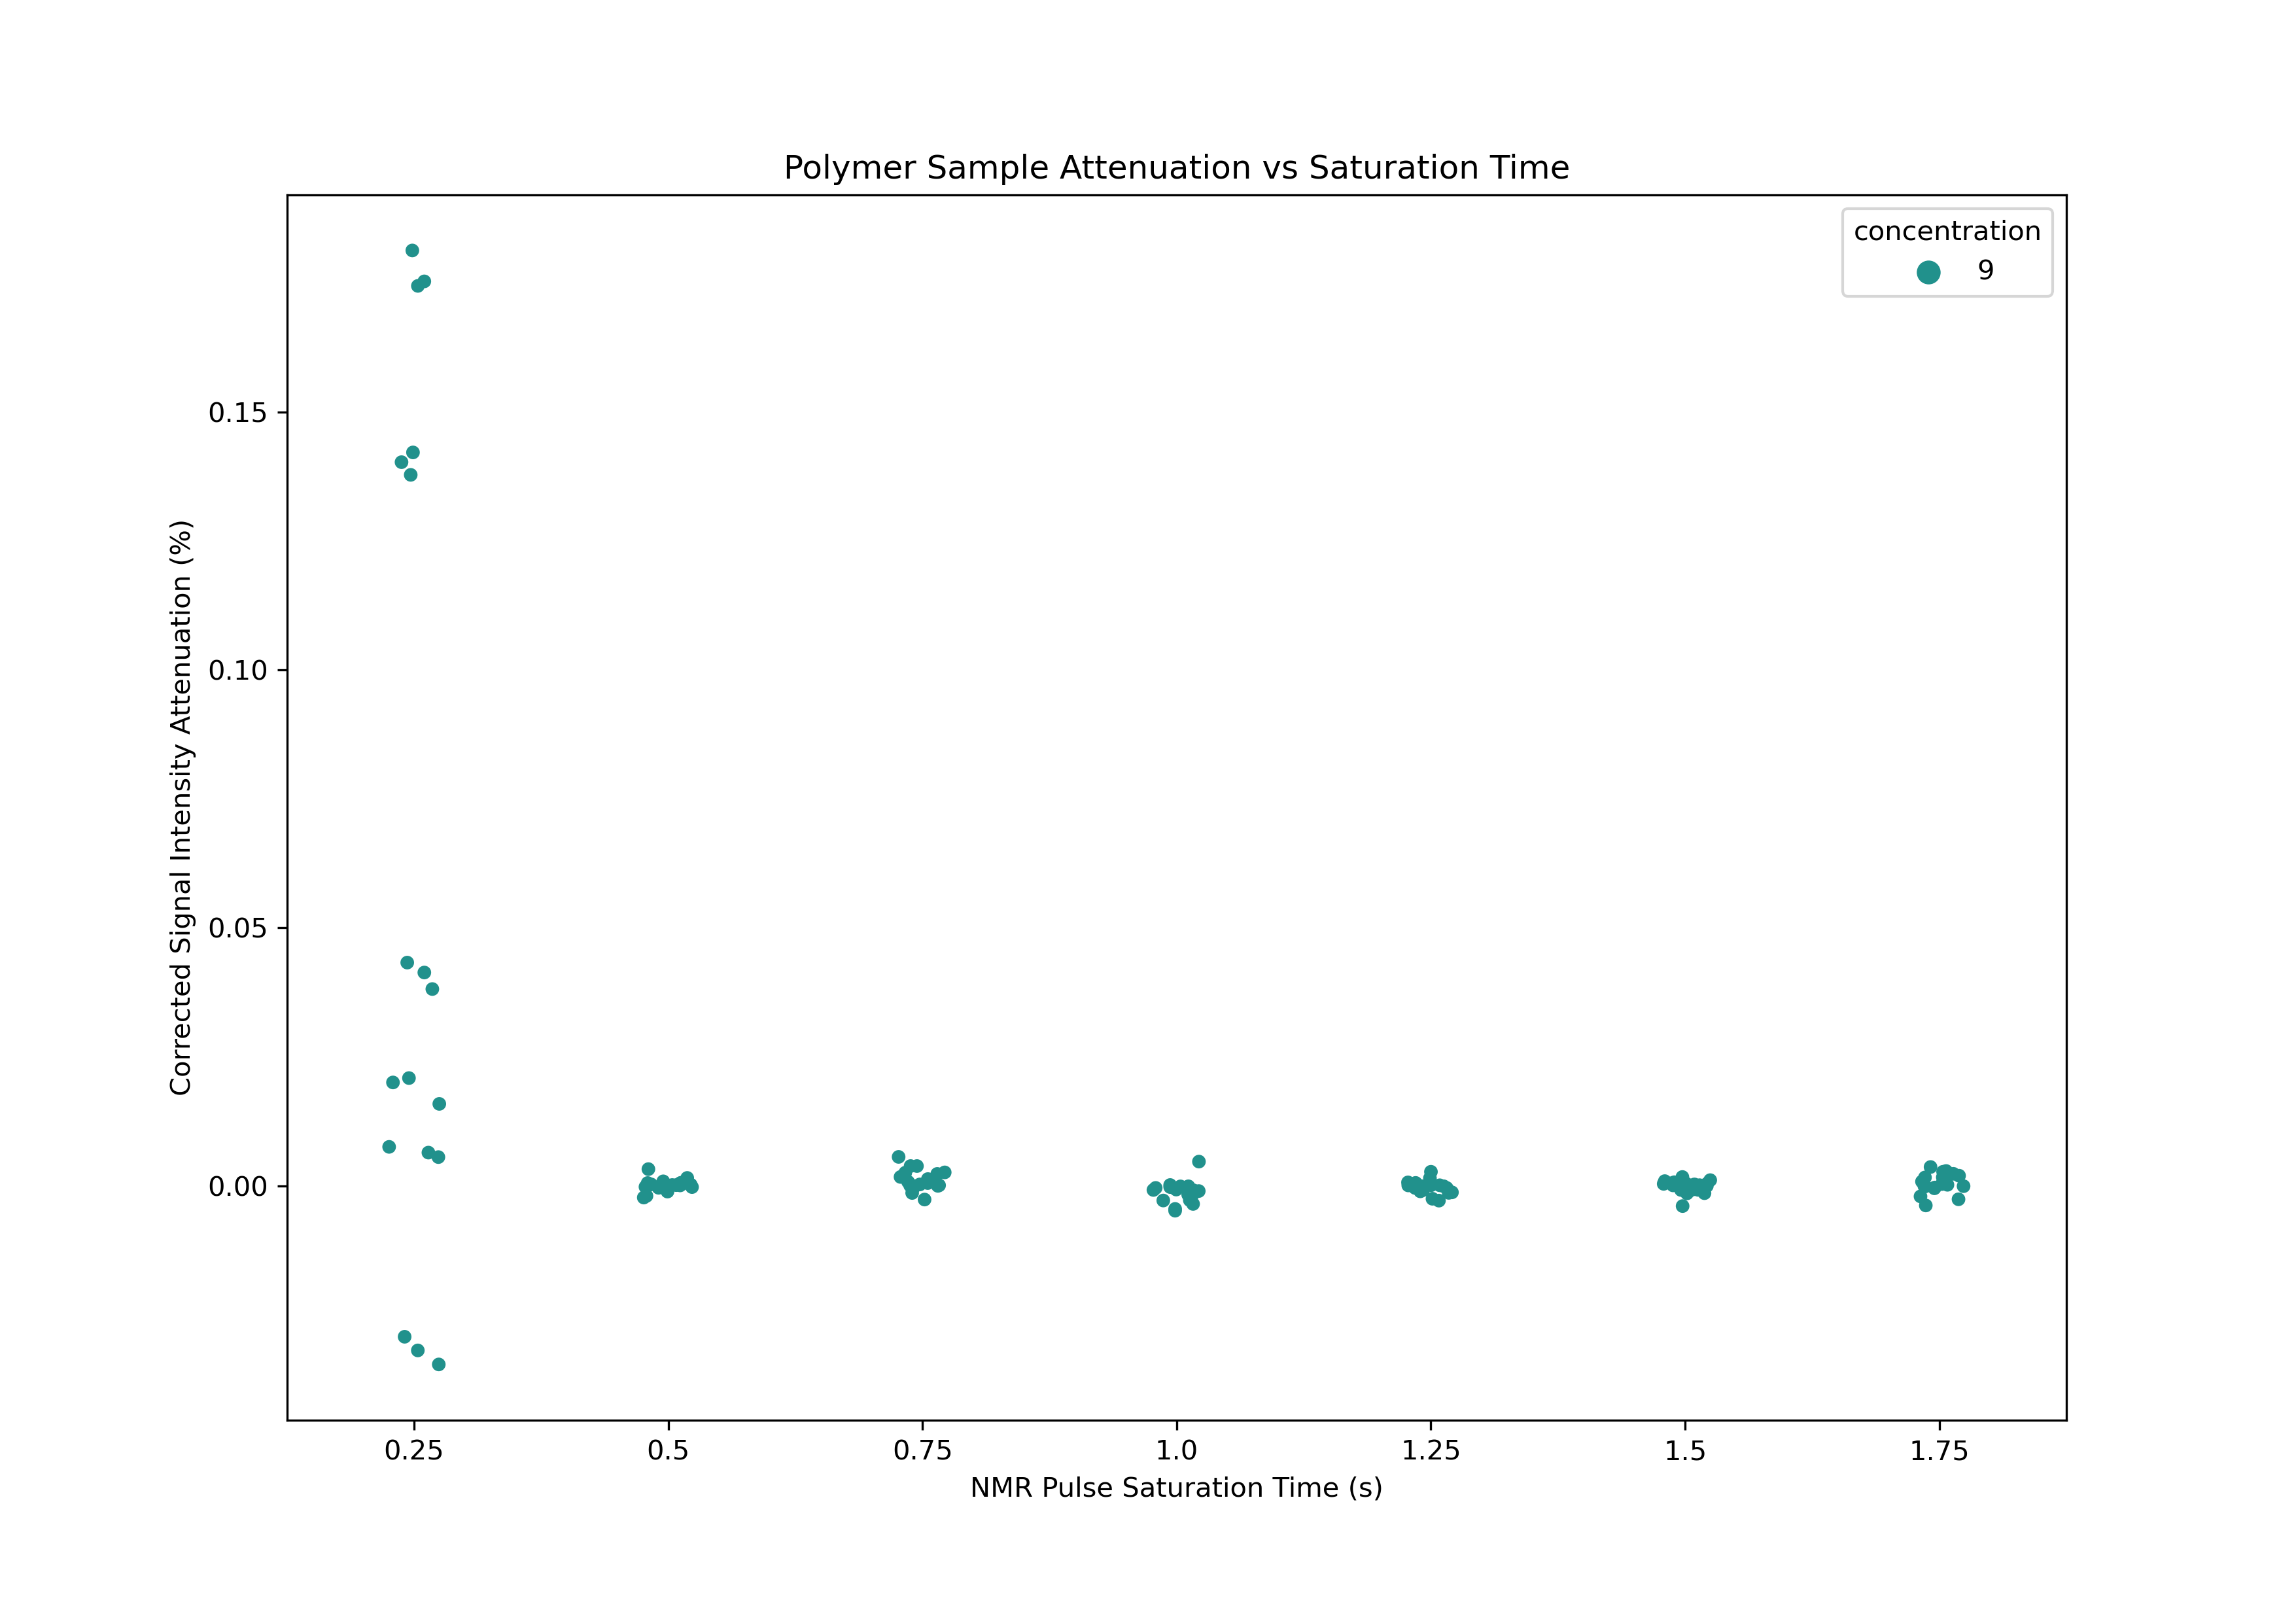 Polymer Sample Attenuation vs Saturation Time
concentration
9
Corrected Signal Intensity Attenuation (%)
0.15
0.10
0.05
0.00
0.25 0.5 0.75 1.0 1.25 1.5 1.75
NMR Pulse Saturation Time (s)